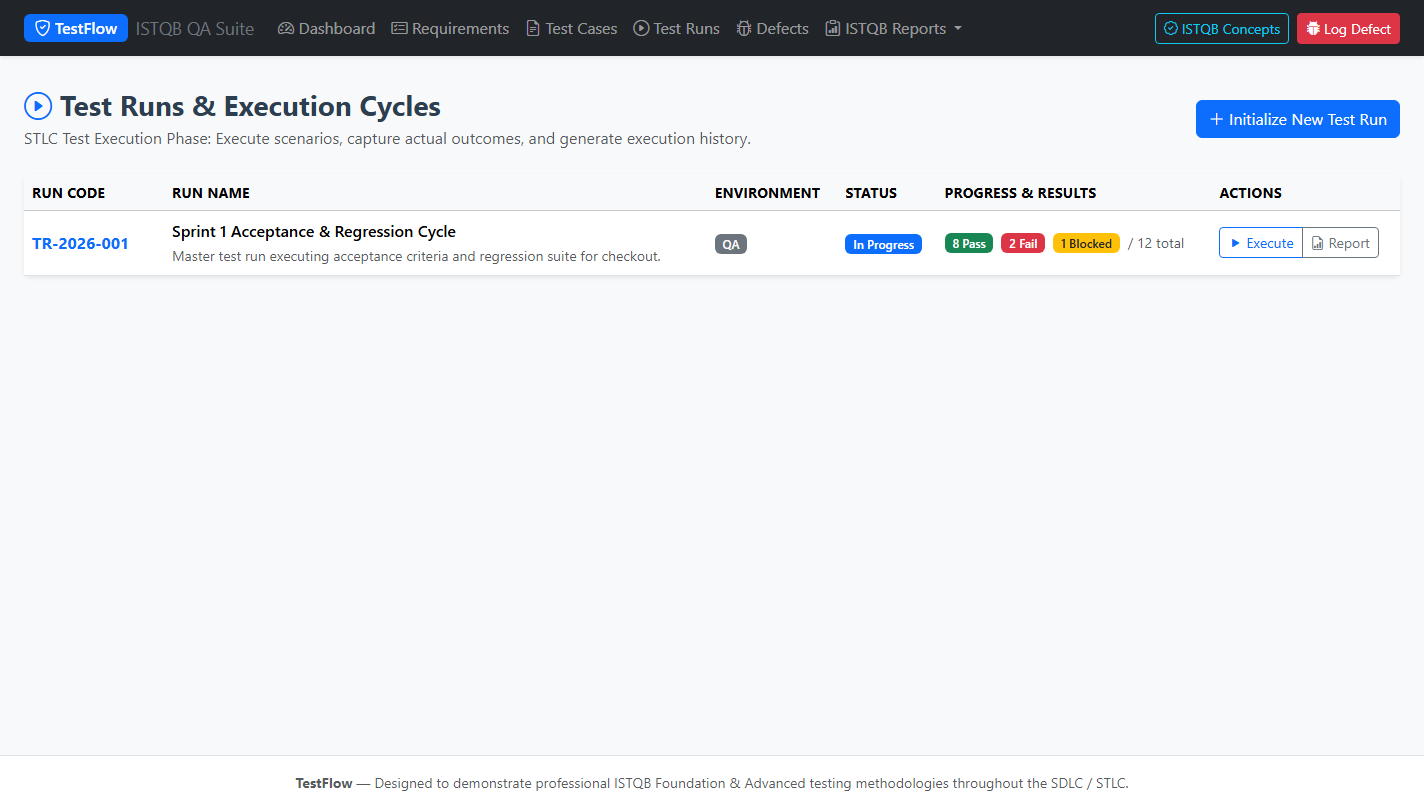 TestFlow ISTQB QA Suite Dashboard Requirements Test Cases Test Runs Defects ISTQB Reports ISTQB Concepts Log Defect
Test Runs & Execution Cycles
STLC Test Execution Phase: Execute scenarios, capture actual outcomes, and generate execution history.
+ Initialize New Test Run
RUN CODE RUN NAME ENVIRONMENT STATUS PROGRESS & RESULTS ACTIONS
TR-2026-001
Sprint 1 Acceptance & Regression Cycle
Master test run executing acceptance criteria and regression suite for checkout.
QA In Progress 8 Pass 2 Fail 1 Blocked / 12 total Execute Report
TestFlow — Designed to demonstrate professional ISTQB Foundation & Advanced testing methodologies throughout the SDLC / STLC.